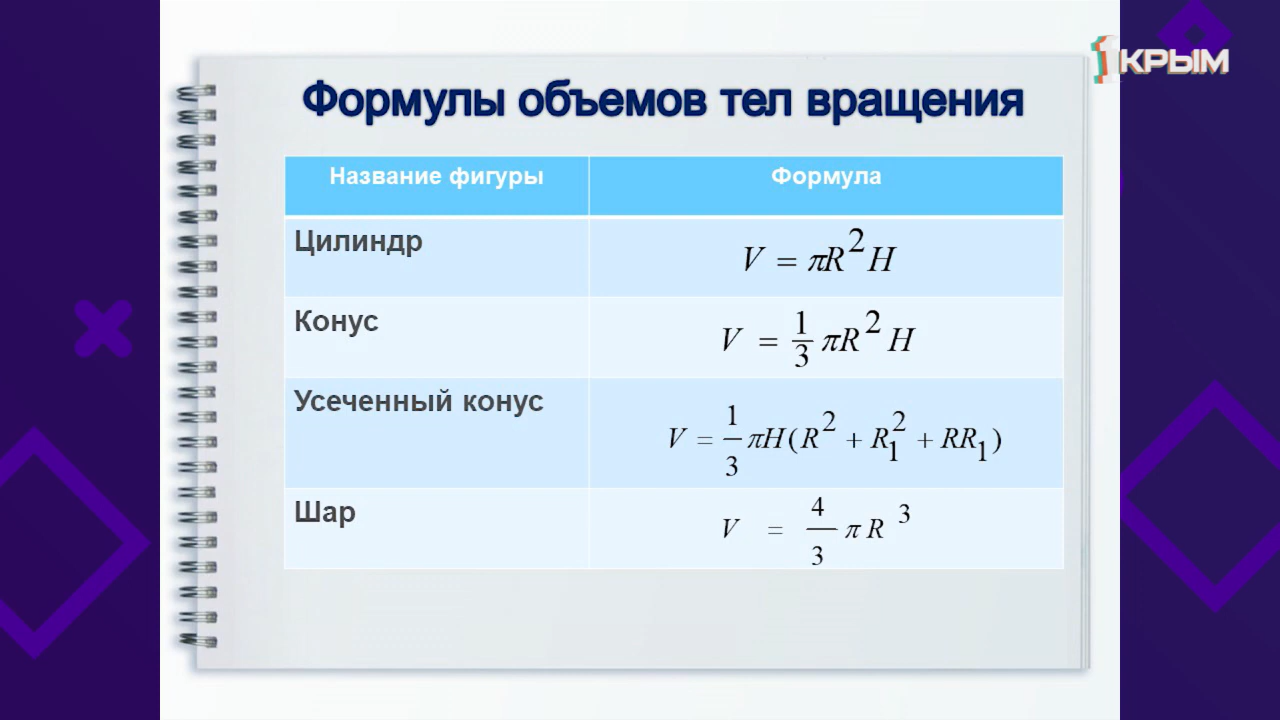 1КРЫМ
Формулы объемов тел вращения
Название фигуры Формула
Цилиндр V = πR²H
Конус V = 1/3 πR²H
Усеченный конус V = 1/3 πH(R² + R₁² + RR₁)
Шар V = 4/3 π R ³